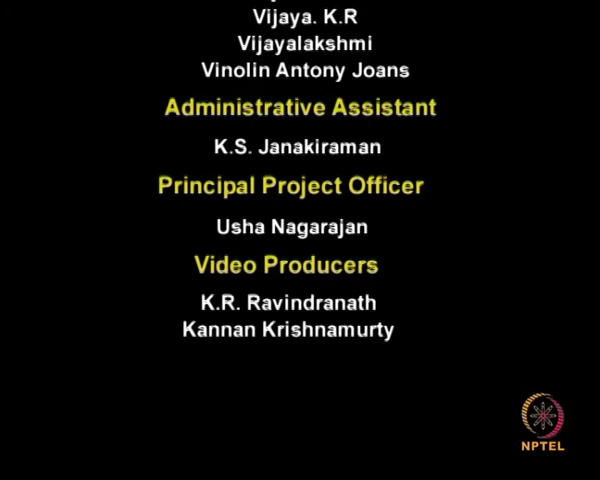 Vijaya. K.R
Vijayalakshmi
Vinolin Antony Joans
Administrative Assistant
K.S. Janakiraman
Principal Project Officer
Usha Nagarajan
Video Producers
K.R. Ravindranath
Kannan Krishnamurty
NPTEL